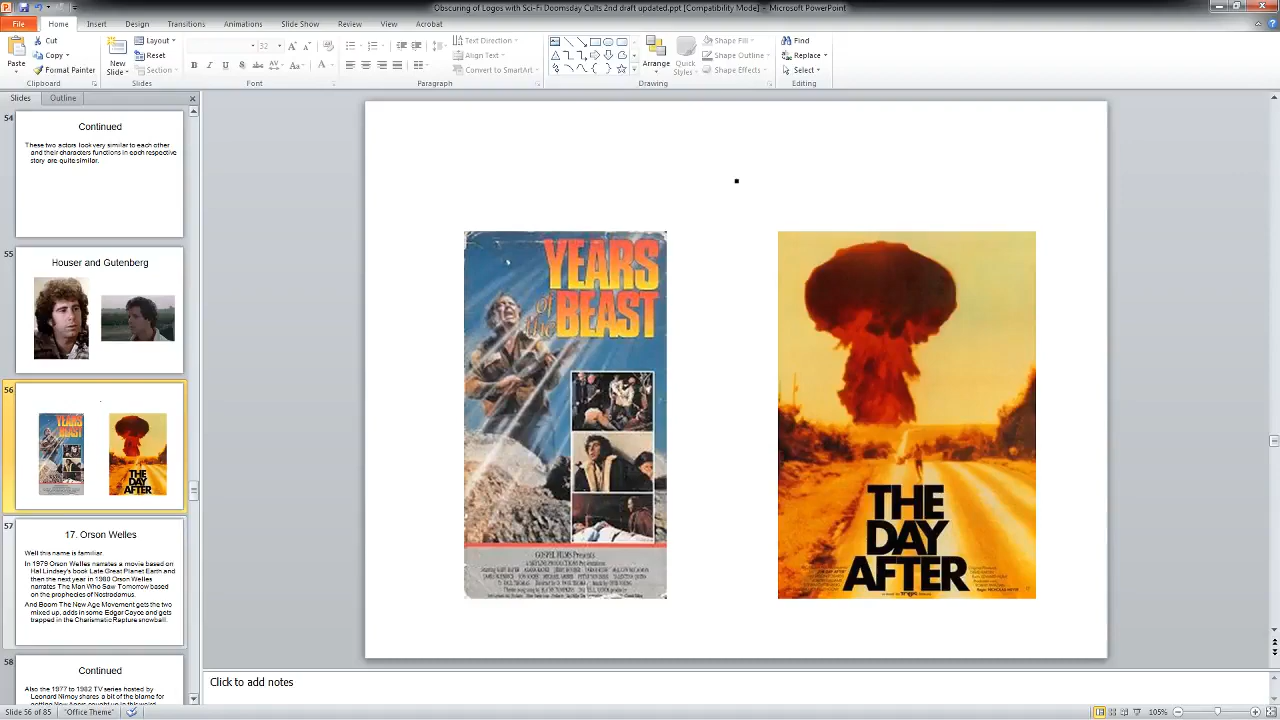 Obscuring of Logos with Sci-Fi Doomsday Cults 2nd draft updated.ppt [Compatibility Mode] - Microsoft PowerPoint
File Home Insert Design Transitions Animations Slide Show Review View Acrobat
Paste
Cut
Copy
Format Painter
Clipboard
New Slide
Layout
Reset
Section
Slides
32
B I U S abc AV Aa A
Font
Text Direction
Align Text
Convert to SmartArt
Paragraph
Arrange
Quick Styles
Shape Fill
Shape Outline
Shape Effects
Drawing
Find
Replace
Select
Editing
Slides Outline
54
Continued
These two actors look very similar to each other
and their characters functions in each respective
story are quite similar.
55
Houser and Gutenberg
56
YEARS
BEAST
THE
DAY
AFTER
57
17. Orson Welles
Well this name is familiar.
In 1979 Orson Welles narrates a movie based on
Hal Lindsey's book Late Great Planet Earth and
then the next year in 1980 Orson Welles
narrates The Man Who Saw Tomorrow based
on the prophecies of Nostradamus.
And Boom The New Age Movement gets the two
mixed up, adds in some Edgar Cayce and gets
trapped in the Charismatic Rapture snowball.
58
Continued
Also the 1977 to 1982 TV series hosted by
Leonard Nimoy shares a bit of the blame for
YEARS
of
the BEAST
GOSPEL FILMS Presents
THE
DAY
AFTER
Click to add notes
Slide 56 of 85 "Office Theme" 105%